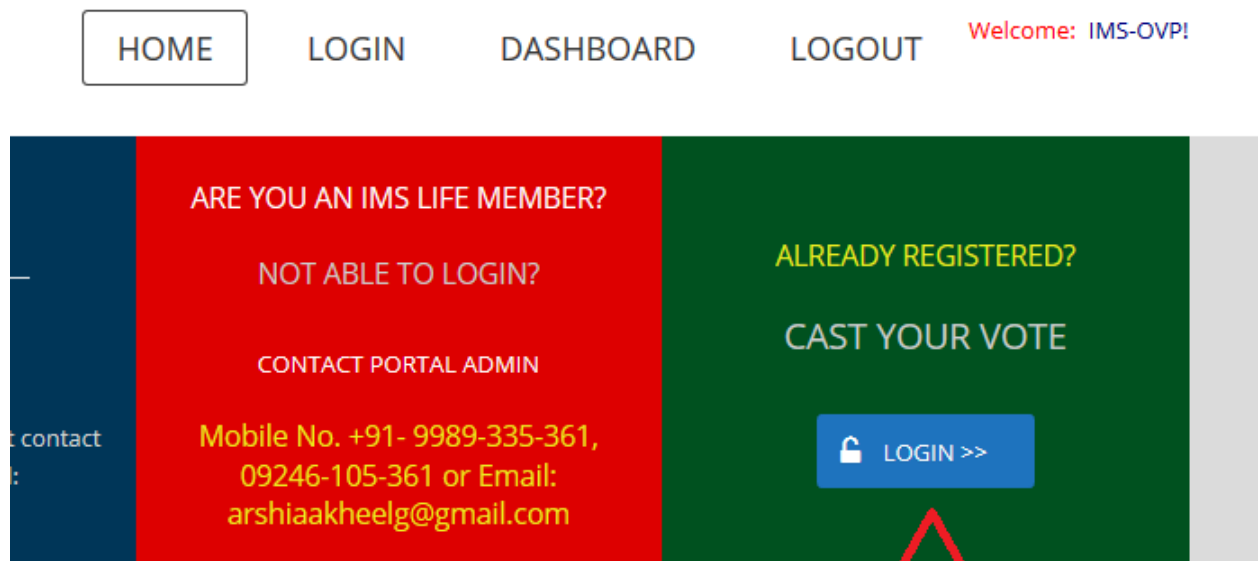 HOME LOGIN DASHBOARD LOGOUT Welcome: IMS-OVP!
t contact
:
ARE YOU AN IMS LIFE MEMBER?
NOT ABLE TO LOGIN?
CONTACT PORTAL ADMIN
Mobile No. +91- 9989-335-361,
09246-105-361 or Email:
arshiaakheelg@gmail.com
ALREADY REGISTERED?
CAST YOUR VOTE
LOGIN >>